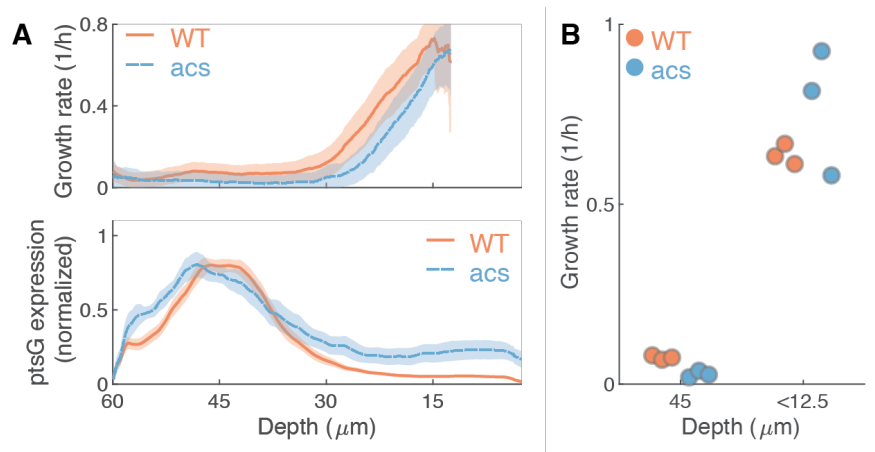 A
Growth rate (1/h)
0.8
0.4
0
WT
acs
ptsG expression
(normalized)
1
0.5
0
WT
acs
60 45 30 15
Depth (μm)
B
Growth rate (1/h)
1
0.5
0
WT
acs
45 <12.5
Depth (μm)